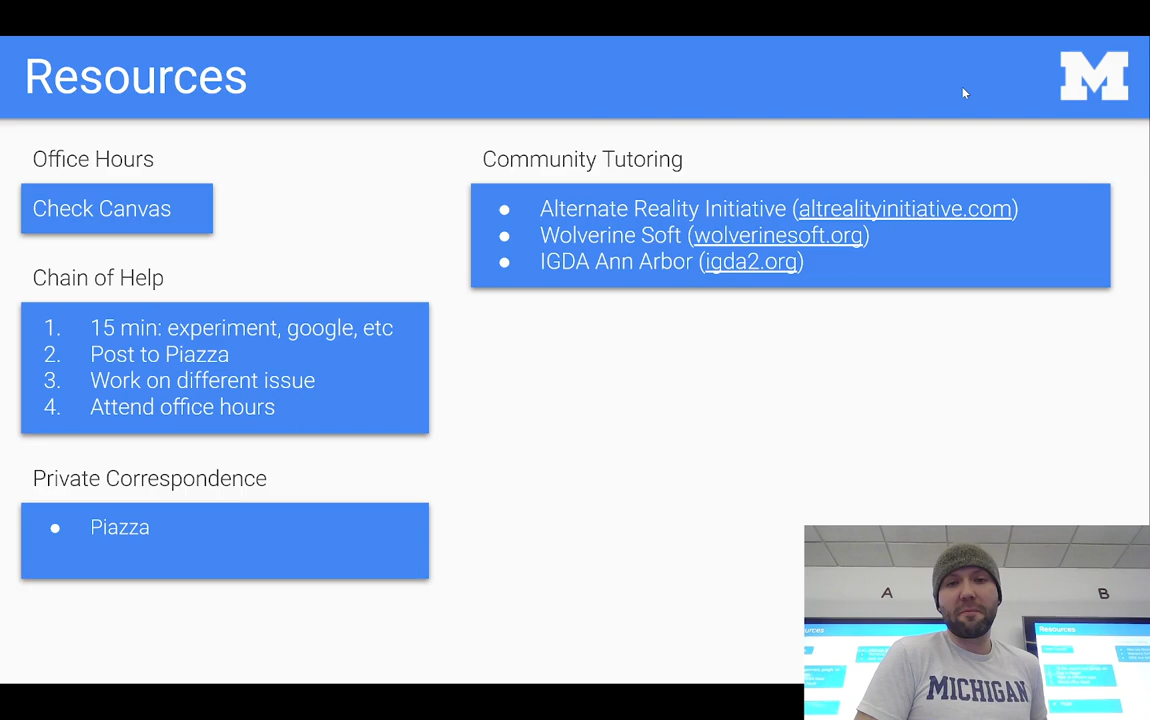 Resources
M
Office Hours
Check Canvas
Chain of Help
1. 15 min: experiment, google, etc
2. Post to Piazza
3. Work on different issue
4. Attend office hours
Private Correspondence
● Piazza
Community Tutoring
● Alternate Reality Initiative (altrealityinitiative.com)
● Wolverine Soft (wolverinesoft.org)
● IGDA Ann Arbor (igda2.org)
A
B
Resources
MICHIGAN